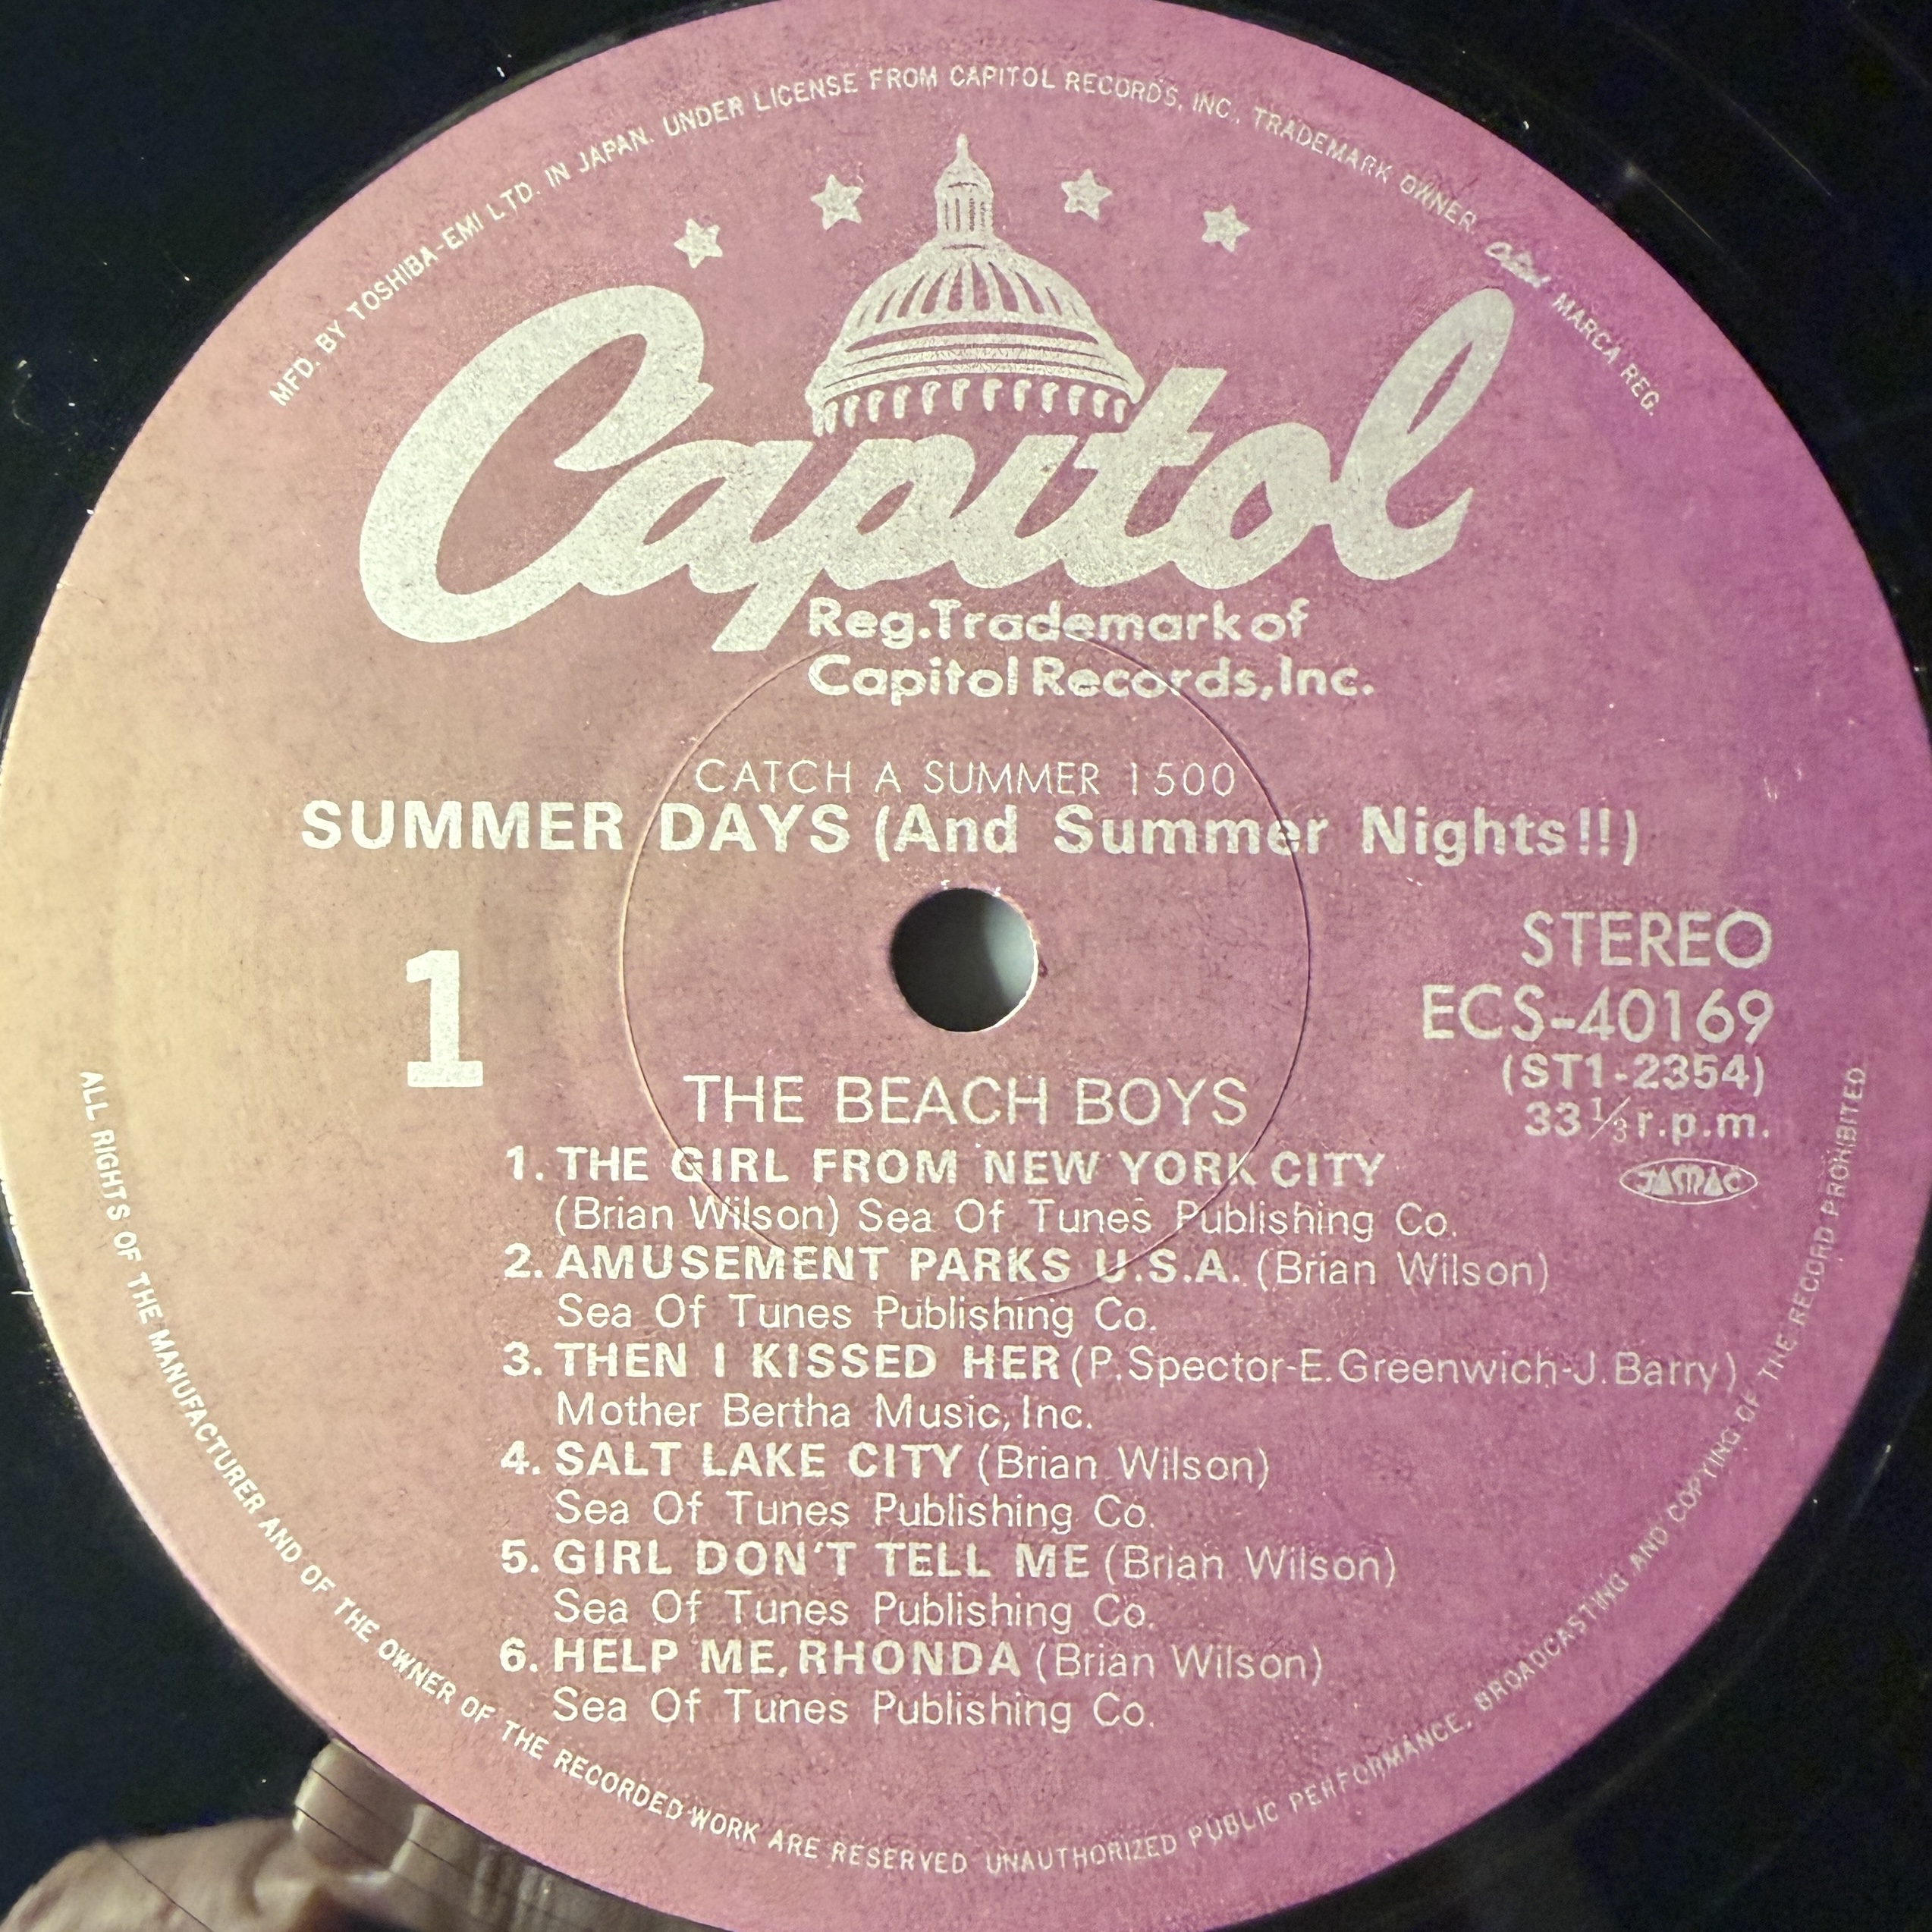 MFD. BY TOSHIBA-EMI LTD. IN JAPAN. UNDER LICENSE FROM CAPITOL RECORDS, INC., TRADEMARK OWNER. Capitol MARCA REG.
Capitol
Reg.Trademark of
Capitol Records,Inc.
CATCH A SUMMER 1500
SUMMER DAYS (And Summer Nights!!)
1
STEREO
ECS-40169
(ST1-2354)
33⅓r.p.m.
JASRAC
THE BEACH BOYS
1. THE GIRL FROM NEW YORK CITY
(Brian Wilson) Sea Of Tunes Publishing Co.
2. AMUSEMENT PARKS U.S.A. (Brian Wilson)
Sea Of Tunes Publishing Co.
3. THEN I KISSED HER (P.Spector-E.Greenwich-J.Barry)
Mother Bertha Music,Inc.
4. SALT LAKE CITY (Brian Wilson)
Sea Of Tunes Publishing Co.
5. GIRL DON'T TELL ME (Brian Wilson)
Sea Of Tunes Publishing Co.
6. HELP ME,RHONDA (Brian Wilson)
Sea Of Tunes Publishing Co.
ALL RIGHTS OF THE MANUFACTURER AND OF THE OWNER OF THE RECORDED WORK ARE RESERVED UNAUTHORIZED PUBLIC PERFORMANCE, BROADCASTING AND COPYING OF THE RECORD PROHIBITED.